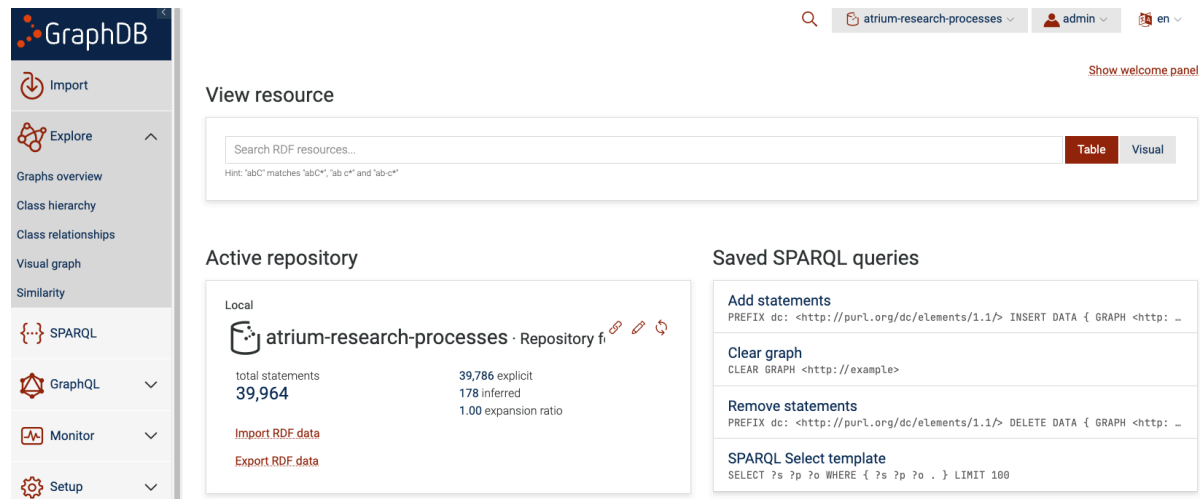 GraphDB
Import
Explore
Graphs overview
Class hierarchy
Class relationships
Visual graph
Similarity
SPARQL
GraphQL
Monitor
Setup
atrium-research-processes
admin
en
Show welcome panel
View resource
Search RDF resources...
Table
Visual
Hint: "abC" matches "abC*", "ab c*" and "ab-c*"
Active repository
Local
atrium-research-processes · Repository f
total statements
39,964
39,786 explicit
178 inferred
1.00 expansion ratio
Import RDF data
Export RDF data
Saved SPARQL queries
Add statements
PREFIX dc: <http://purl.org/dc/elements/1.1/> INSERT DATA { GRAPH <http: …
Clear graph
CLEAR GRAPH <http://example>
Remove statements
PREFIX dc: <http://purl.org/dc/elements/1.1/> DELETE DATA { GRAPH <http: …
SPARQL Select template
SELECT ?s ?p ?o WHERE { ?s ?p ?o . } LIMIT 100